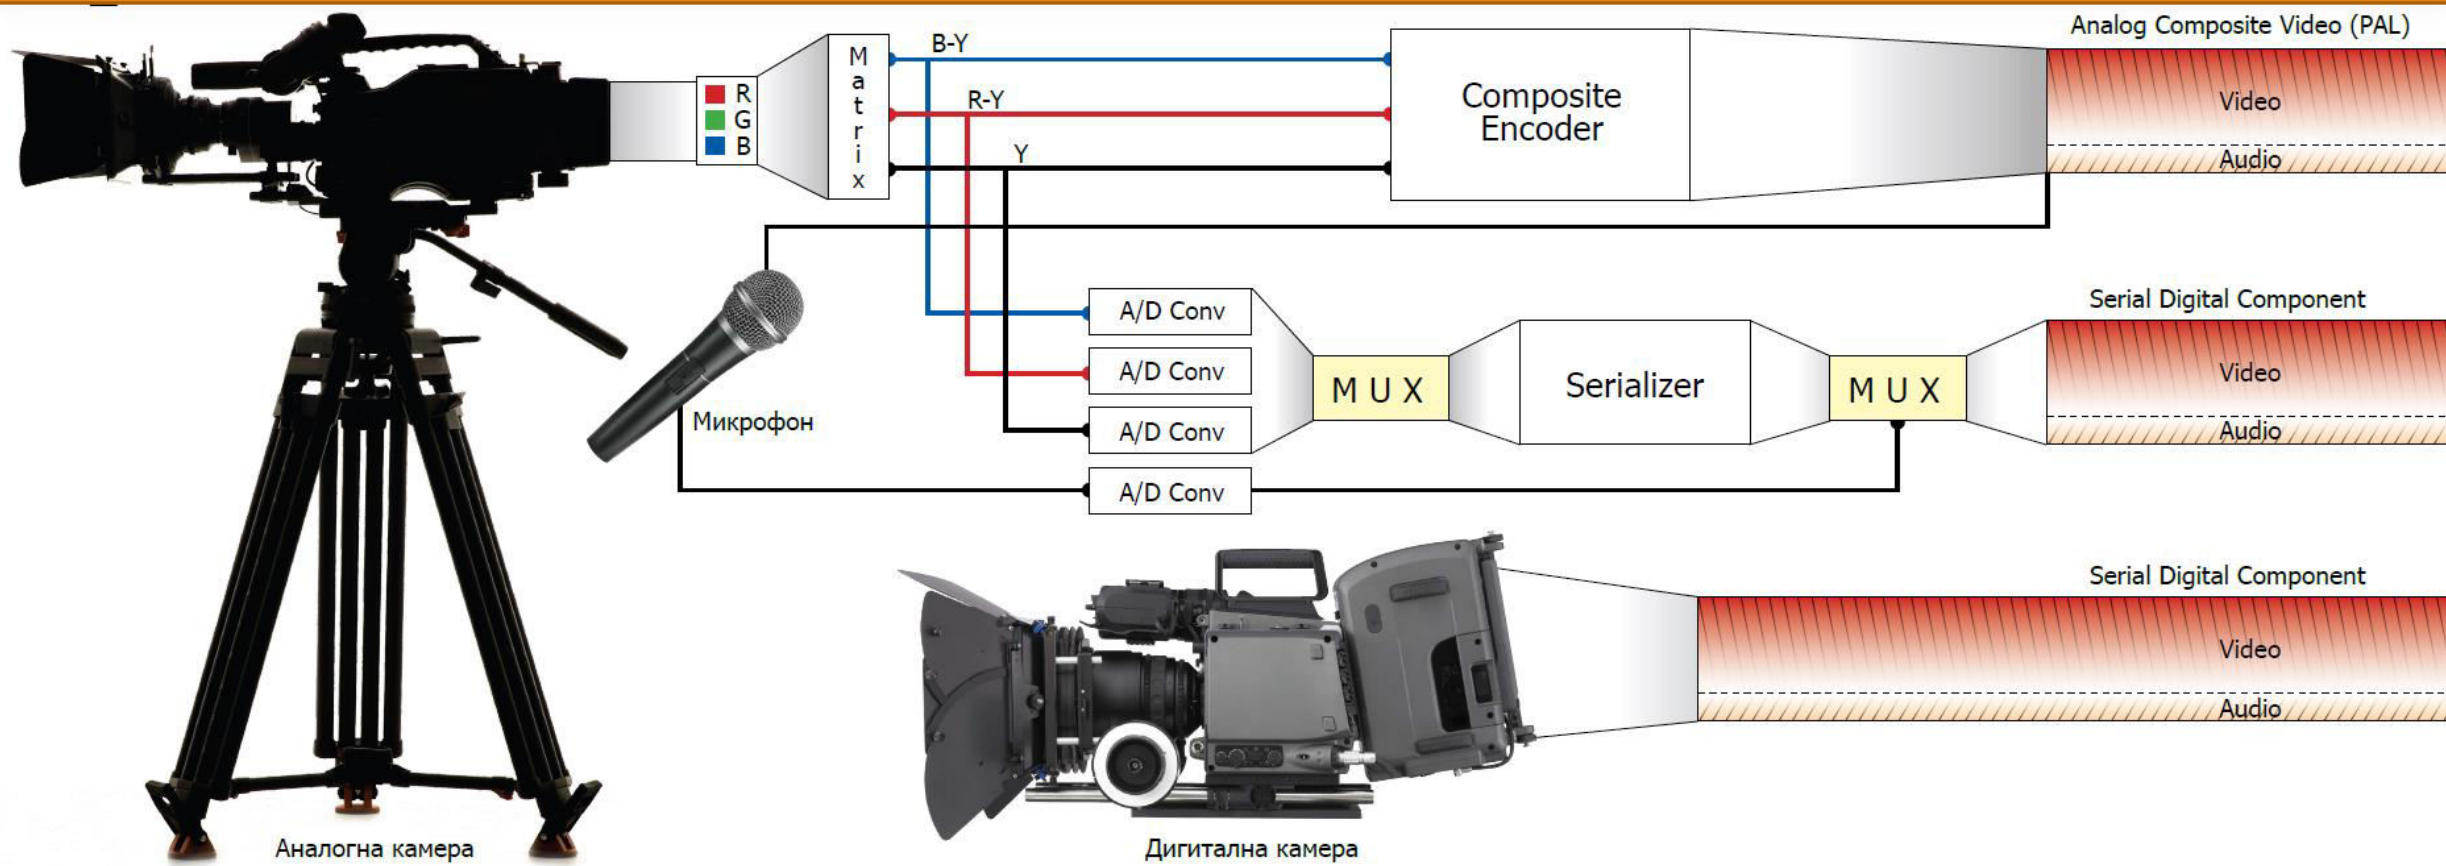 Analog Composite Video (PAL)
B-Y
Matrix
R
G
B
R-Y
Y
Composite
Encoder
Video
Audio
Serial Digital Component
A/D Conv
A/D Conv
A/D Conv
A/D Conv
MUX
Serializer
MUX
Video
Audio
Микрофон
Serial Digital Component
Video
Audio
Аналогна камера
Дигитална камера